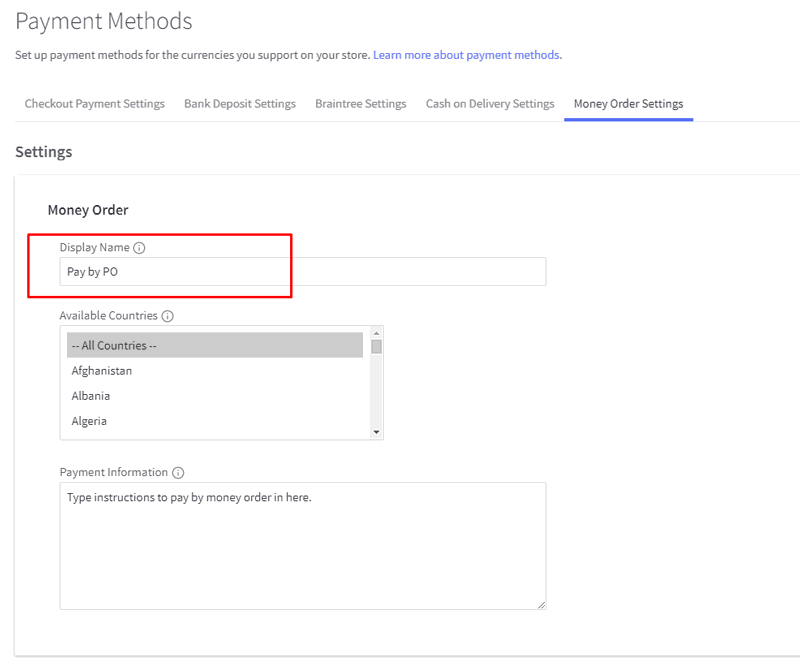 Payment Methods
Set up payment methods for the currencies you support on your store. Learn more about payment methods.
Checkout Payment Settings Bank Deposit Settings Braintree Settings Cash on Delivery Settings Money Order Settings
Settings
Money Order
Display Name
Pay by PO
Available Countries
-- All Countries --
Afghanistan
Albania
Algeria
Payment Information
Type instructions to pay by money order in here.